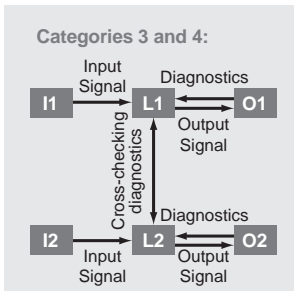 Categories 3 and 4:
Input
Signal
Diagnostics
I1
L1
O1
Output
Signal
Cross-checking
diagnostics
Diagnostics
I2
L2
O2
Input
Signal
Output
Signal